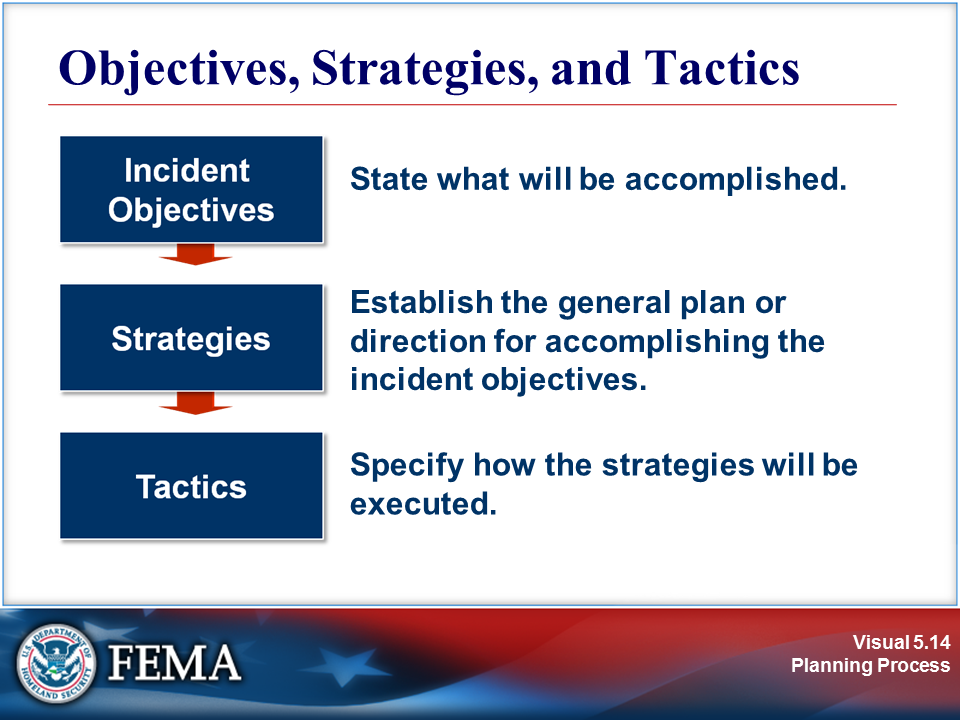 Objectives, Strategies, and Tactics
Incident
Objectives
State what will be accomplished.
Strategies
Establish the general plan or
direction for accomplishing the
incident objectives.
Tactics
Specify how the strategies will be
executed.
U.S. DEPARTMENT OF
HOMELAND SECURITY
FEMA
Visual 5.14
Planning Process